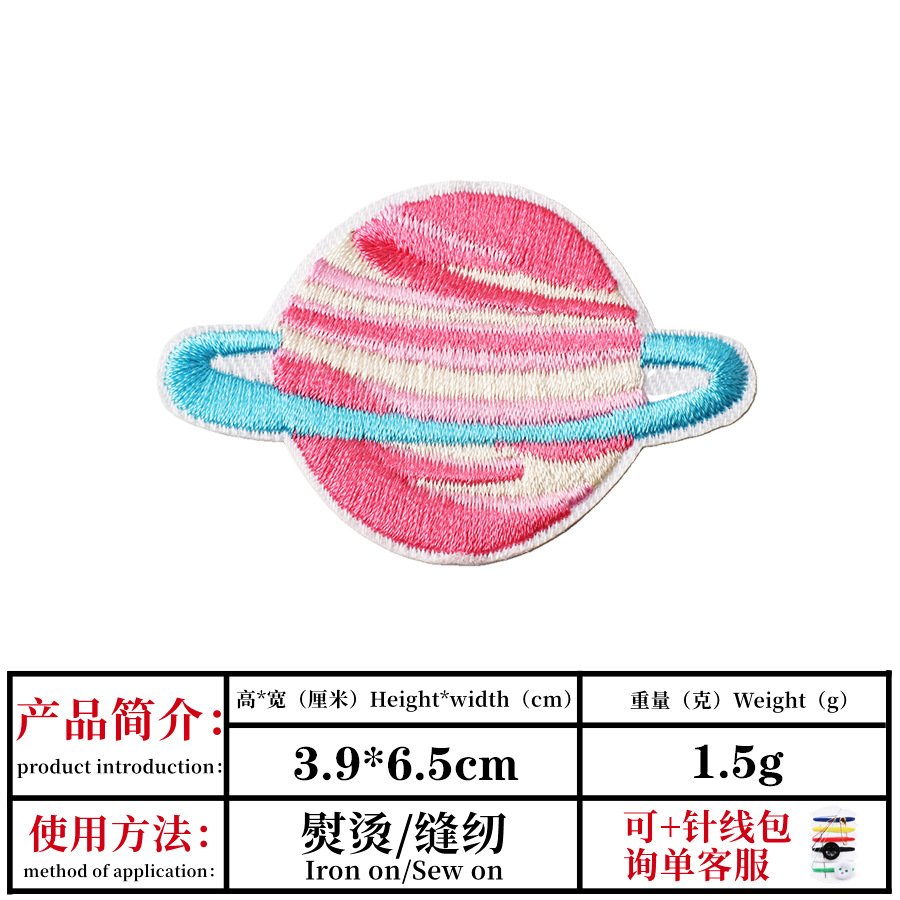 产品简介：
product introduction：
高*宽（厘米）Height*width（cm）
重量（克）Weight（g）
3.9*6.5cm
1.5g
使用方法：
method of application：
熨烫/缝纫
Iron on/Sew on
可+针线包
询单客服